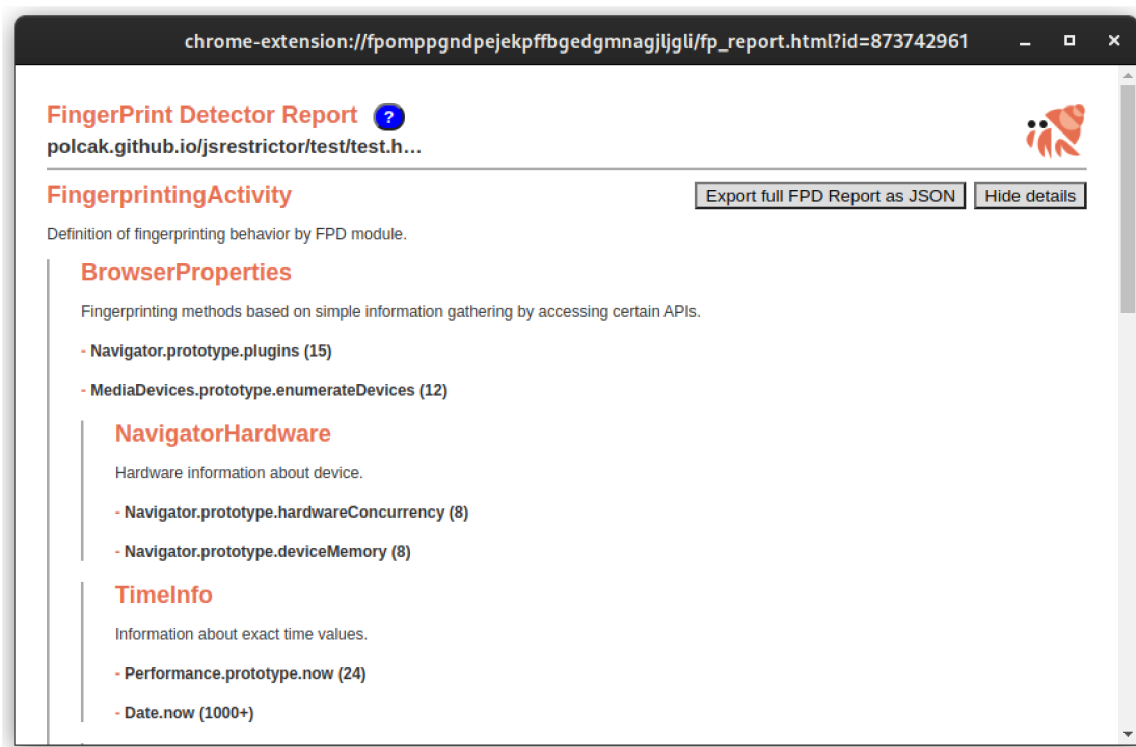 chrome-extension://fpomppgndpejekpffbgedgmnagjljgli/fp_report.html?id=873742961
FingerPrint Detector Report ?
polcak.github.io/jsrestrictor/test/test.h...
FingerprintingActivity Export full FPD Report as JSON Hide details
Definition of fingerprinting behavior by FPD module.
BrowserProperties
Fingerprinting methods based on simple information gathering by accessing certain APIs.
- Navigator.prototype.plugins (15)
- MediaDevices.prototype.enumerateDevices (12)
NavigatorHardware
Hardware information about device.
- Navigator.prototype.hardwareConcurrency (8)
- Navigator.prototype.deviceMemory (8)
TimeInfo
Information about exact time values.
- Performance.prototype.now (24)
- Date.now (1000+)